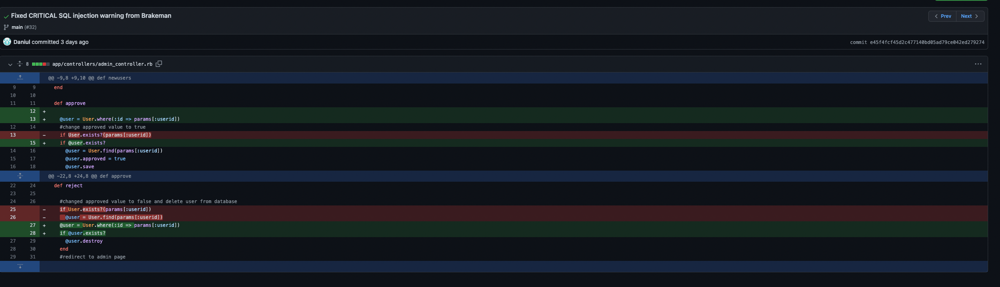 Fixed CRITICAL SQL injection warning from Brakeman
Prev Next
main (#32)
Daniul committed 3 days ago
commit e45f4fcf45d2c477140bd05ad79ce042ed279274
8 app/controllers/admin_controller.rb
@@ -9,8 +9,10 @@ def newusers
9 9 end
10 10
11 11 def approve
12 +
13 + @user = User.where(:id => params[:userid])
12 14 #change approved value to true
13 - if User.exists?(params[:userid])
15 + if @user.exists?
14 16 @user = User.find(params[:userid])
15 17 @user.approved = true
16 18 @user.save
@@ -22,8 +24,8 @@ def approve
22 24 def reject
23 25
24 26 #changed approved value to false and delete user from database
25 - if User.exists?(params[:userid])
26 - @user = User.find(params[:userid])
27 + @user = User.where(:id => params[:userid])
28 + if @user.exists?
27 29 @user.destroy
28 30 end
29 31 #redirect to admin page